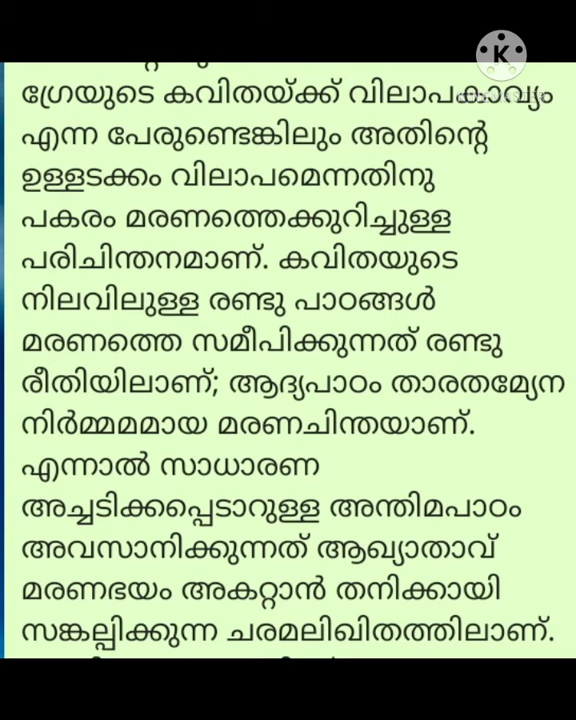 ഗ്രേയുടെ കവിതയ്ക്ക് വിലാപകാവ്യം
എന്ന പേരുണ്ടെങ്കിലും അതിന്റെ
ഉള്ളടക്കം വിലാപമെന്നതിനു
പകരം മരണത്തെക്കുറിച്ചുള്ള
പരിചിന്തനമാണ്. കവിതയുടെ
നിലവിലുള്ള രണ്ടു പാഠങ്ങൾ
മരണത്തെ സമീപിക്കുന്നത് രണ്ടു
രീതിയിലാണ്; ആദ്യപാഠം താരതമ്യേന
നിർമ്മമമായ മരണചിന്തയാണ്.
എന്നാൽ സാധാരണ
അച്ചടിക്കപ്പെടാറുള്ള അന്തിമപാഠം
അവസാനിക്കുന്നത് ആഖ്യാതാവ്
മരണഭയം അകറ്റാൻ തനിക്കായി
സങ്കല്പിക്കുന്ന ചരമലിഖിതത്തിലാണ്.